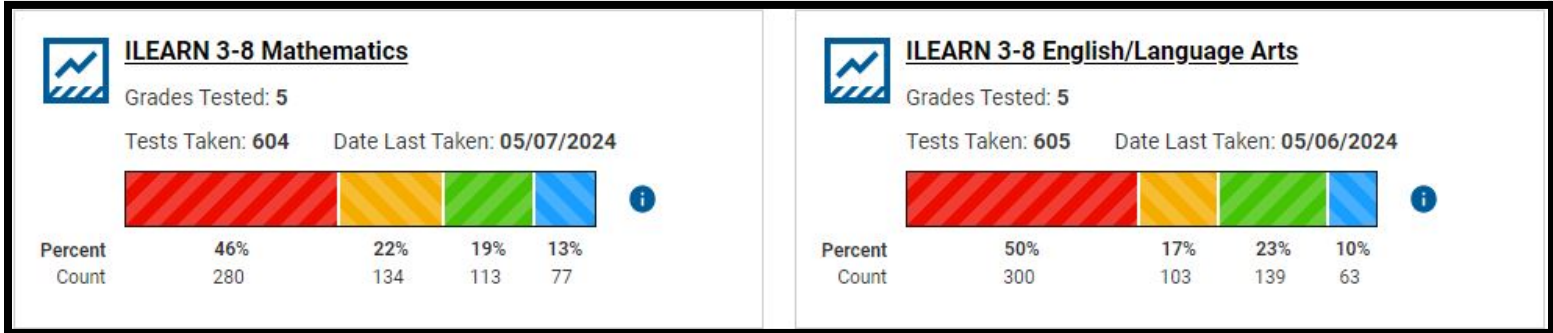 ILEARN 3-8 Mathematics
Grades Tested: 5
Tests Taken: 604 Date Last Taken: 05/07/2024
Percent 46% 22% 19% 13%
Count 280 134 113 77
ILEARN 3-8 English/Language Arts
Grades Tested: 5
Tests Taken: 605 Date Last Taken: 05/06/2024
Percent 50% 17% 23% 10%
Count 300 103 139 63